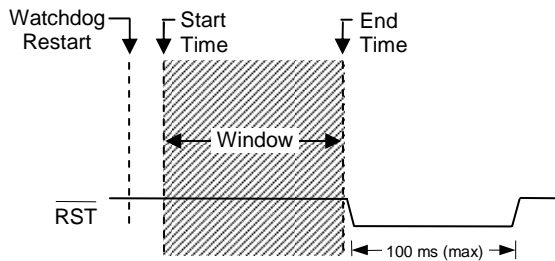 Watchdog
Restart
Start
Time
End
Time
Window
RST
100 ms (max)